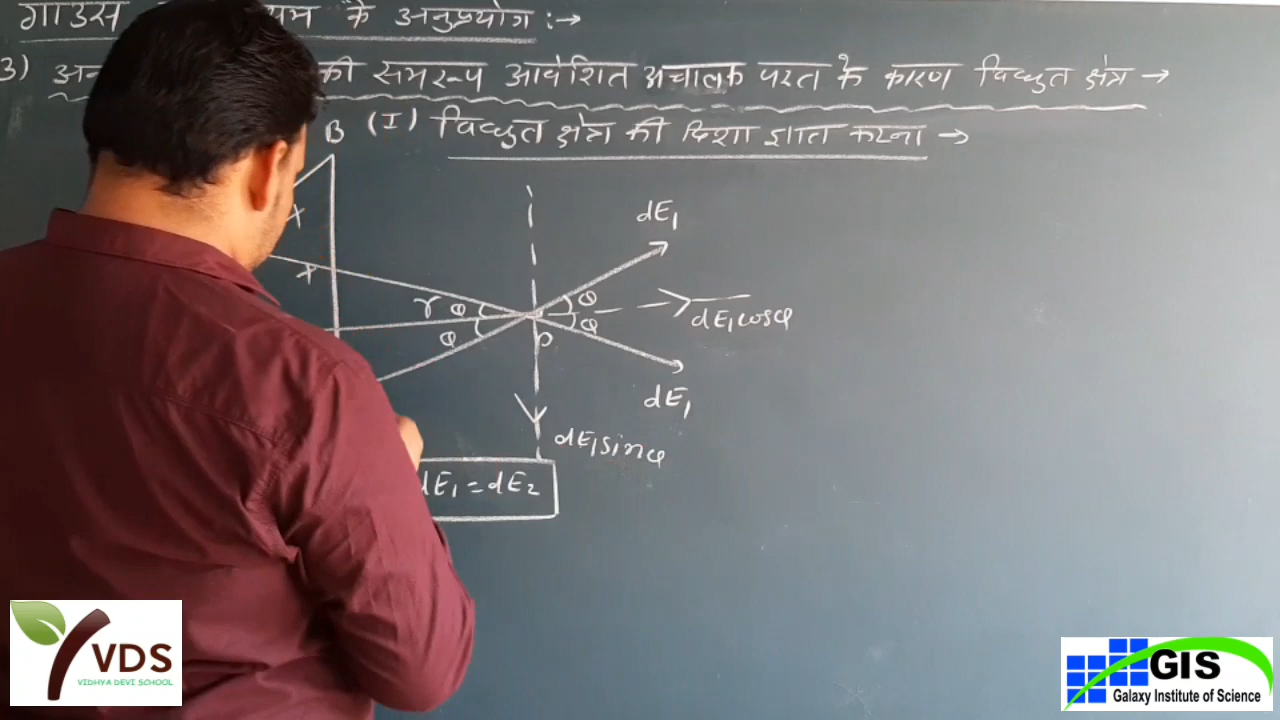 गाउस के अनुप्रयोग :→
3) की समरूप आवेशित अचालक परत के कारण विद्युत क्षेत्र →
B (I) विद्युत क्षेत्र की दिशा ज्ञात करना →
dE₁
r θ θ
dE₁cosθ
θ θ
P
dE₁
dE₁sinθ
dE₁ = dE₂
VDS
VIDHYA DEVI SCHOOL
GIS
Galaxy Institute of Science